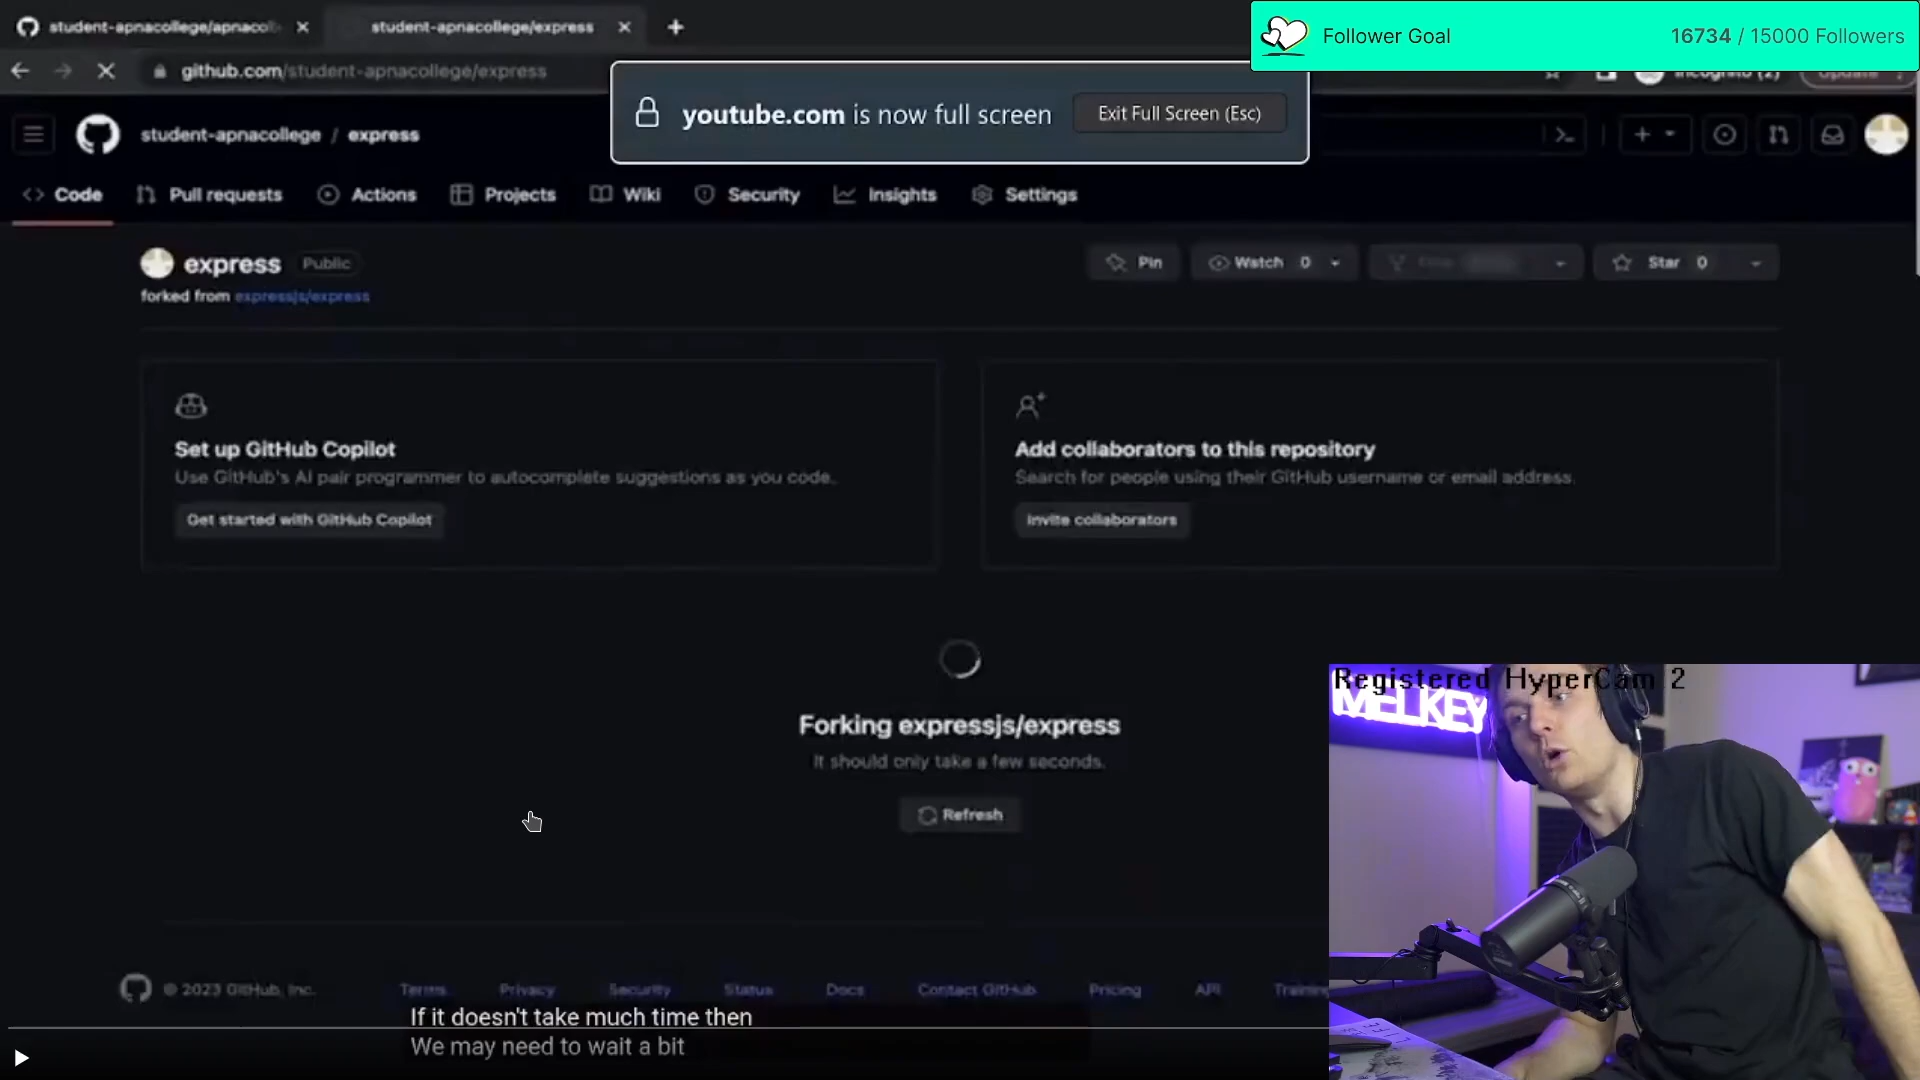 student-apnacollege/apnacoll
student-apnacollege/express
Follower Goal
16734 / 15000 Followers
github.com/student-apnacollege/express
Incognito (2)
Update
youtube.com is now full screen
Exit Full Screen (Esc)
student-apnacollege / express
Code
Pull requests
Actions
Projects
Wiki
Security
Insights
Settings
express
Public
Pin
Watch 0
Star 0
forked from expressjs/express
Set up GitHub Copilot
Use GitHub's AI pair programmer to autocomplete suggestions as you code.
Get started with GitHub Copilot
Add collaborators to this repository
Search for people using their GitHub username or email address.
Invite collaborators
Forking expressjs/express
It should only take a few seconds.
Refresh
Registered HyperCam 2
MELKEY
© 2023 GitHub, Inc.
Terms
Privacy
Security
Status
Docs
Contact GitHub
Pricing
API
Training
If it doesn't take much time then
We may need to wait a bit